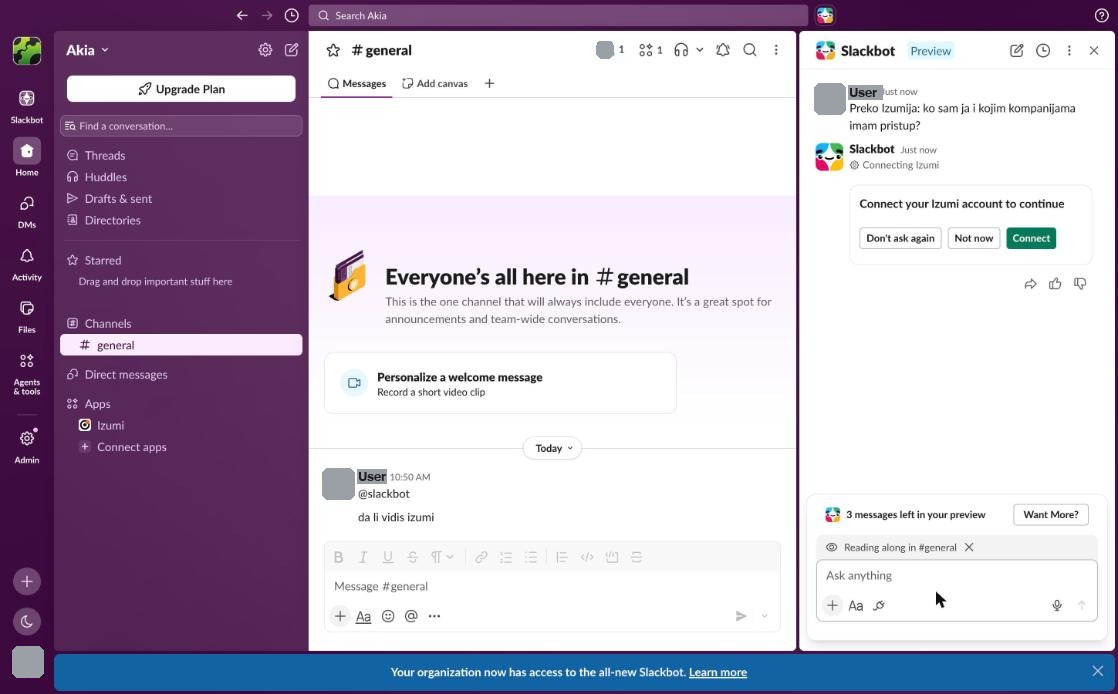 Search Akia
Akia
Upgrade Plan
Find a conversation...
Threads
Huddles
Drafts & sent
Directories
Starred
Drag and drop important stuff here
Channels
# general
Direct messages
Apps
Izumi
+ Connect apps
Slackbot
Home
DMs
Activity
Files
Agents
& tools
Admin
# general
1
1
Messages
Add canvas
Everyone’s all here in # general
This is the one channel that will always include everyone. It’s a great spot for
announcements and team-wide conversations.
Personalize a welcome message
Record a short video clip
Today
User 10:50 AM
@slackbot
da li vidis izumi
Message #general
Aa
Slackbot Preview
User Just now
Preko Izumija: ko sam ja i kojim kompanijama
imam pristup?
Slackbot Just now
Connecting Izumi
Connect your Izumi account to continue
Don't ask again
Not now
Connect
3 messages left in your preview
Want More?
Reading along in #general
Ask anything
Aa
Your organization now has access to the all-new Slackbot. Learn more